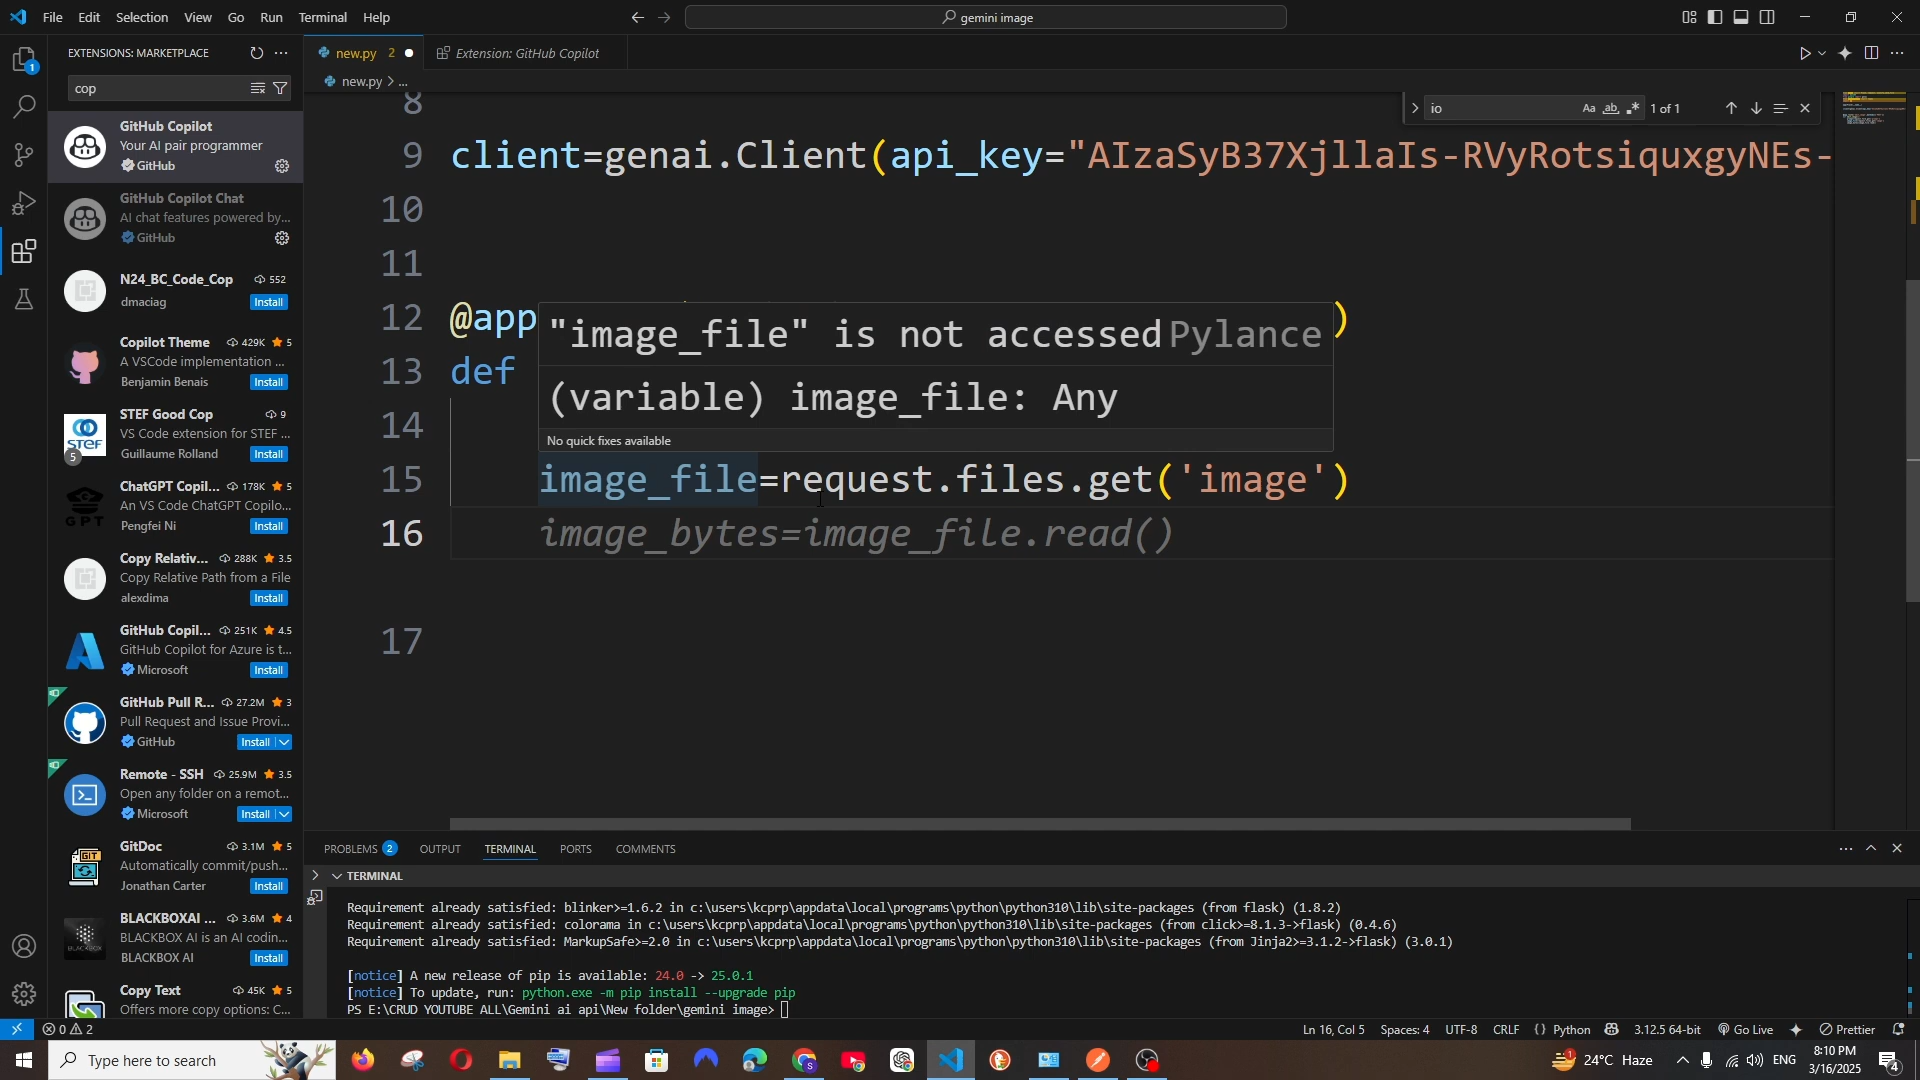 File Edit Selection View Go Run Terminal Help
gemini image
EXTENSIONS: MARKETPLACE
cop
GitHub Copilot
Your AI pair programmer
GitHub
GitHub Copilot Chat
AI chat features powered by...
GitHub
N24_BC_Code_Cop 552
dmaciag Install
Copilot Theme 429K 5
A VSCode implementation ...
Benjamin Benais Install
STEF Good Cop 9
VS Code extension for STEF ...
Guillaume Rolland Install
ChatGPT Copil... 178K 5
An VS Code ChatGPT Copilo...
Pengfei Ni Install
Copy Relativ... 288K 3.5
Copy Relative Path from a File
alexdima Install
GitHub Copil... 251K 4.5
GitHub Copilot for Azure is t...
Microsoft Install
GitHub Pull R... 27.2M 3
Pull Request and Issue Provi...
GitHub Install
Remote - SSH 25.9M 3.5
Open any folder on a remot...
Microsoft Install
GitDoc 3.1M 5
Automatically commit/push...
Jonathan Carter Install
BLACKBOXAI ... 3.6M 4
BLACKBOX AI is an AI codin...
BLACKBOX AI Install
Copy Text 45K 5
Offers more copy options: C...
new.py 2 Extension: GitHub Copilot
new.py > ...
io Aa ab 1 of 1
8
9 client=genai.Client(api_key="AIzaSyB37XjllaIs-RVyRotsiquxgyNEs-
10
11
12 @app )
"image_file" is not accessed Pylance
13 def
(variable) image_file: Any
14
No quick fixes available
15 image_file=request.files.get('image')
16 image_bytes=image_file.read()
17
PROBLEMS 2 OUTPUT TERMINAL PORTS COMMENTS
TERMINAL
Requirement already satisfied: blinker>=1.6.2 in c:\users\kcprp\appdata\local\programs\python\python310\lib\site-packages (from flask) (1.8.2)
Requirement already satisfied: colorama in c:\users\kcprp\appdata\local\programs\python\python310\lib\site-packages (from click>=8.1.3->flask) (0.4.6)
Requirement already satisfied: MarkupSafe>=2.0 in c:\users\kcprp\appdata\local\programs\python\python310\lib\site-packages (from Jinja2>=3.1.2->flask) (3.0.1)
[notice] A new release of pip is available: 24.0 -> 25.0.1
[notice] To update, run: python.exe -m pip install --upgrade pip
PS E:\CRUD YOUTUBE ALL\Gemini ai api\New folder\gemini image>
0 2 Ln 16, Col 5 Spaces: 4 UTF-8 CRLF { } Python 3.12.5 64-bit Go Live Prettier
Type here to search
24°C Haze ENG 8:10 PM
3/16/2025